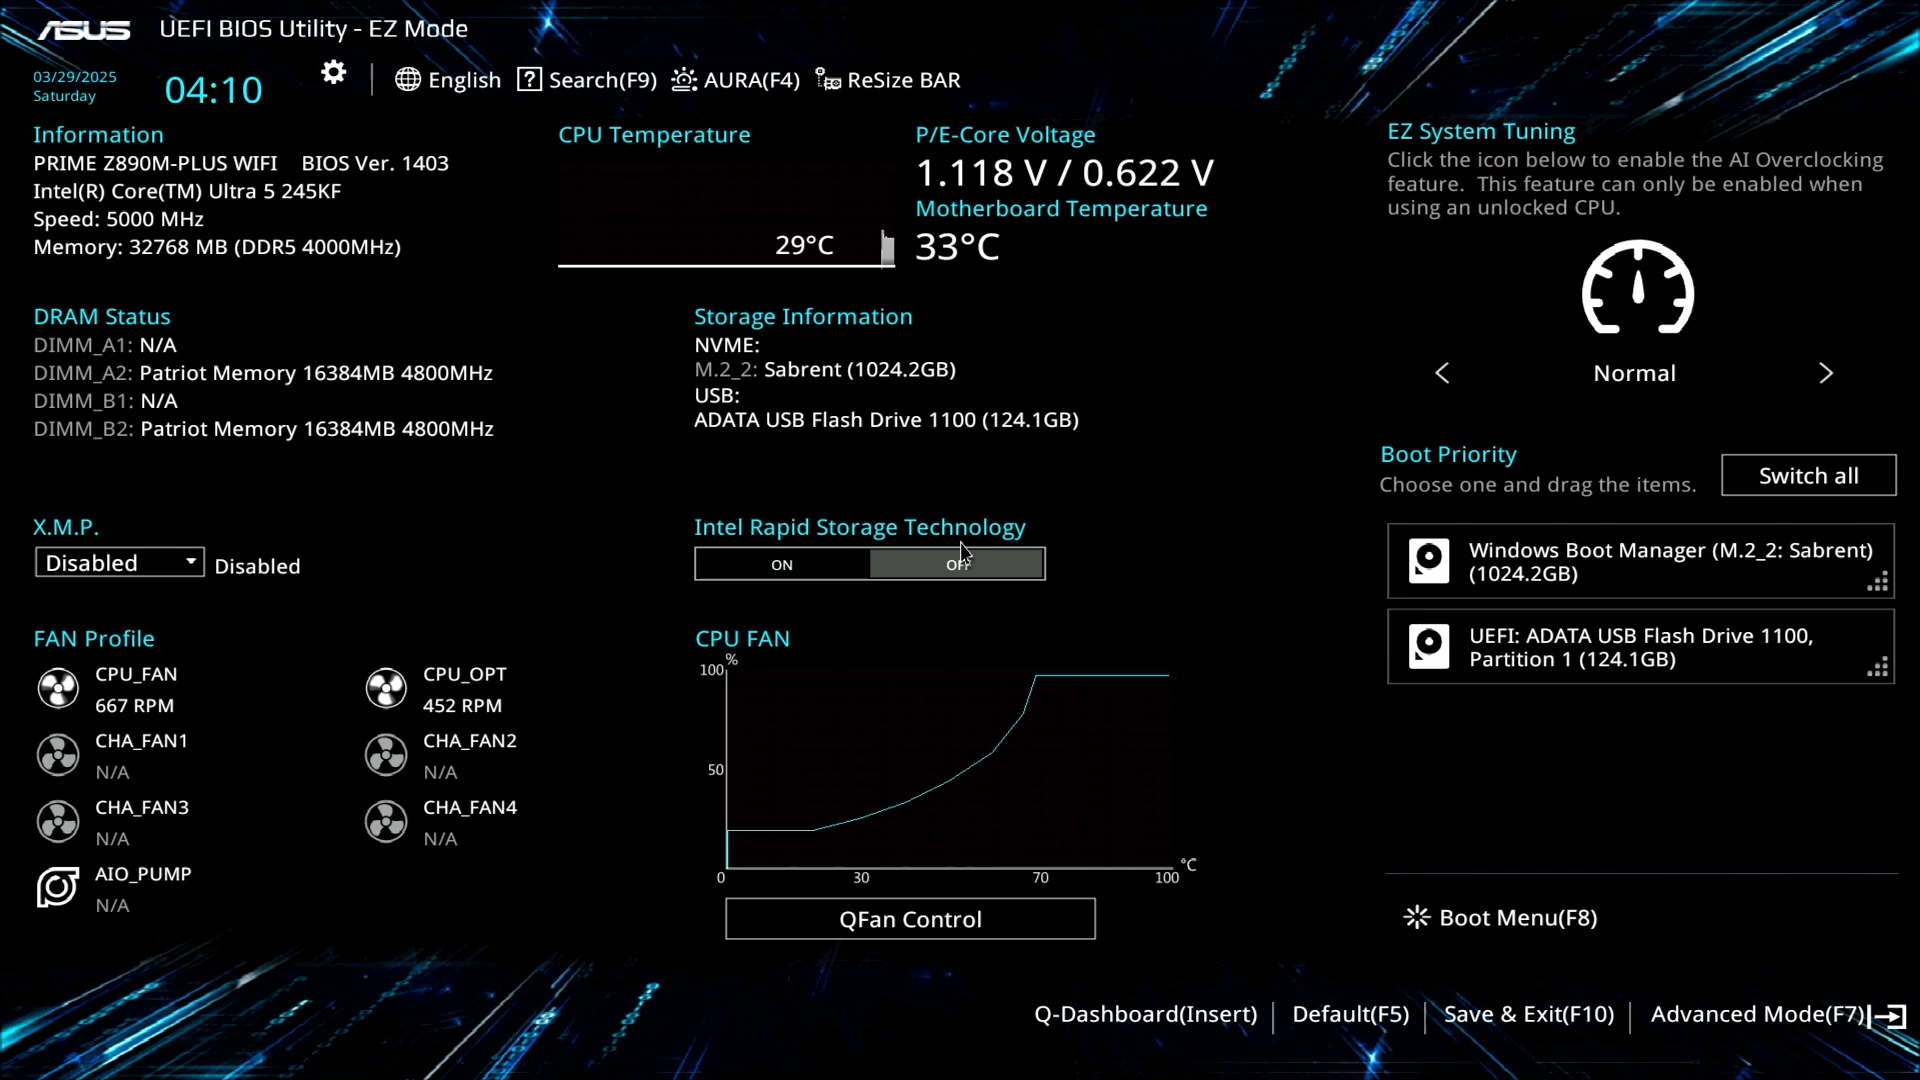 ASUS UEFI BIOS Utility - EZ Mode
03/29/2025
Saturday
04:10
English Search(F9) AURA(F4) ReSize BAR
Information
PRIME Z890M-PLUS WIFI BIOS Ver. 1403
Intel(R) Core(TM) Ultra 5 245KF
Speed: 5000 MHz
Memory: 32768 MB (DDR5 4000MHz)
CPU Temperature
29°C
P/E-Core Voltage
1.118 V / 0.622 V
Motherboard Temperature
33°C
EZ System Tuning
Click the icon below to enable the AI Overclocking
feature. This feature can only be enabled when
using an unlocked CPU.
Normal
DRAM Status
DIMM_A1: N/A
DIMM_A2: Patriot Memory 16384MB 4800MHz
DIMM_B1: N/A
DIMM_B2: Patriot Memory 16384MB 4800MHz
Storage Information
NVME:
M.2_2: Sabrent (1024.2GB)
USB:
ADATA USB Flash Drive 1100 (124.1GB)
Boot Priority
Choose one and drag the items.
Switch all
Windows Boot Manager (M.2_2: Sabrent)
(1024.2GB)
UEFI: ADATA USB Flash Drive 1100,
Partition 1 (124.1GB)
X.M.P.
Disabled Disabled
Intel Rapid Storage Technology
ON OFF
FAN Profile
CPU_FAN
667 RPM
CPU_OPT
452 RPM
CHA_FAN1
N/A
CHA_FAN2
N/A
CHA_FAN3
N/A
CHA_FAN4
N/A
AIO_PUMP
N/A
CPU FAN
%
100
50
°C
0 30 70 100
QFan Control
Boot Menu(F8)
Q-Dashboard(Insert) Default(F5) Save & Exit(F10) Advanced Mode(F7)